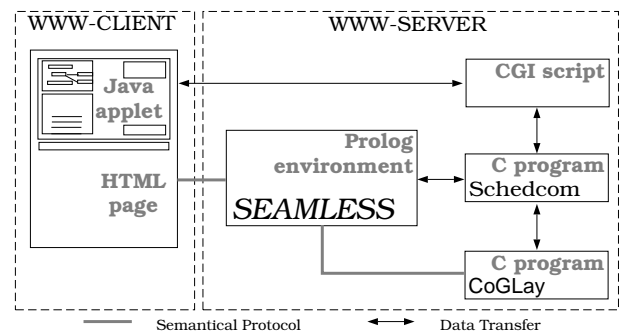 WWW-CLIENT
WWW-SERVER
Java
applet
HTML
page
Prolog
environment
SEAMLESS
CGI script
C program
Schedcom
C program
CoGLay
Semantical Protocol
Data Transfer